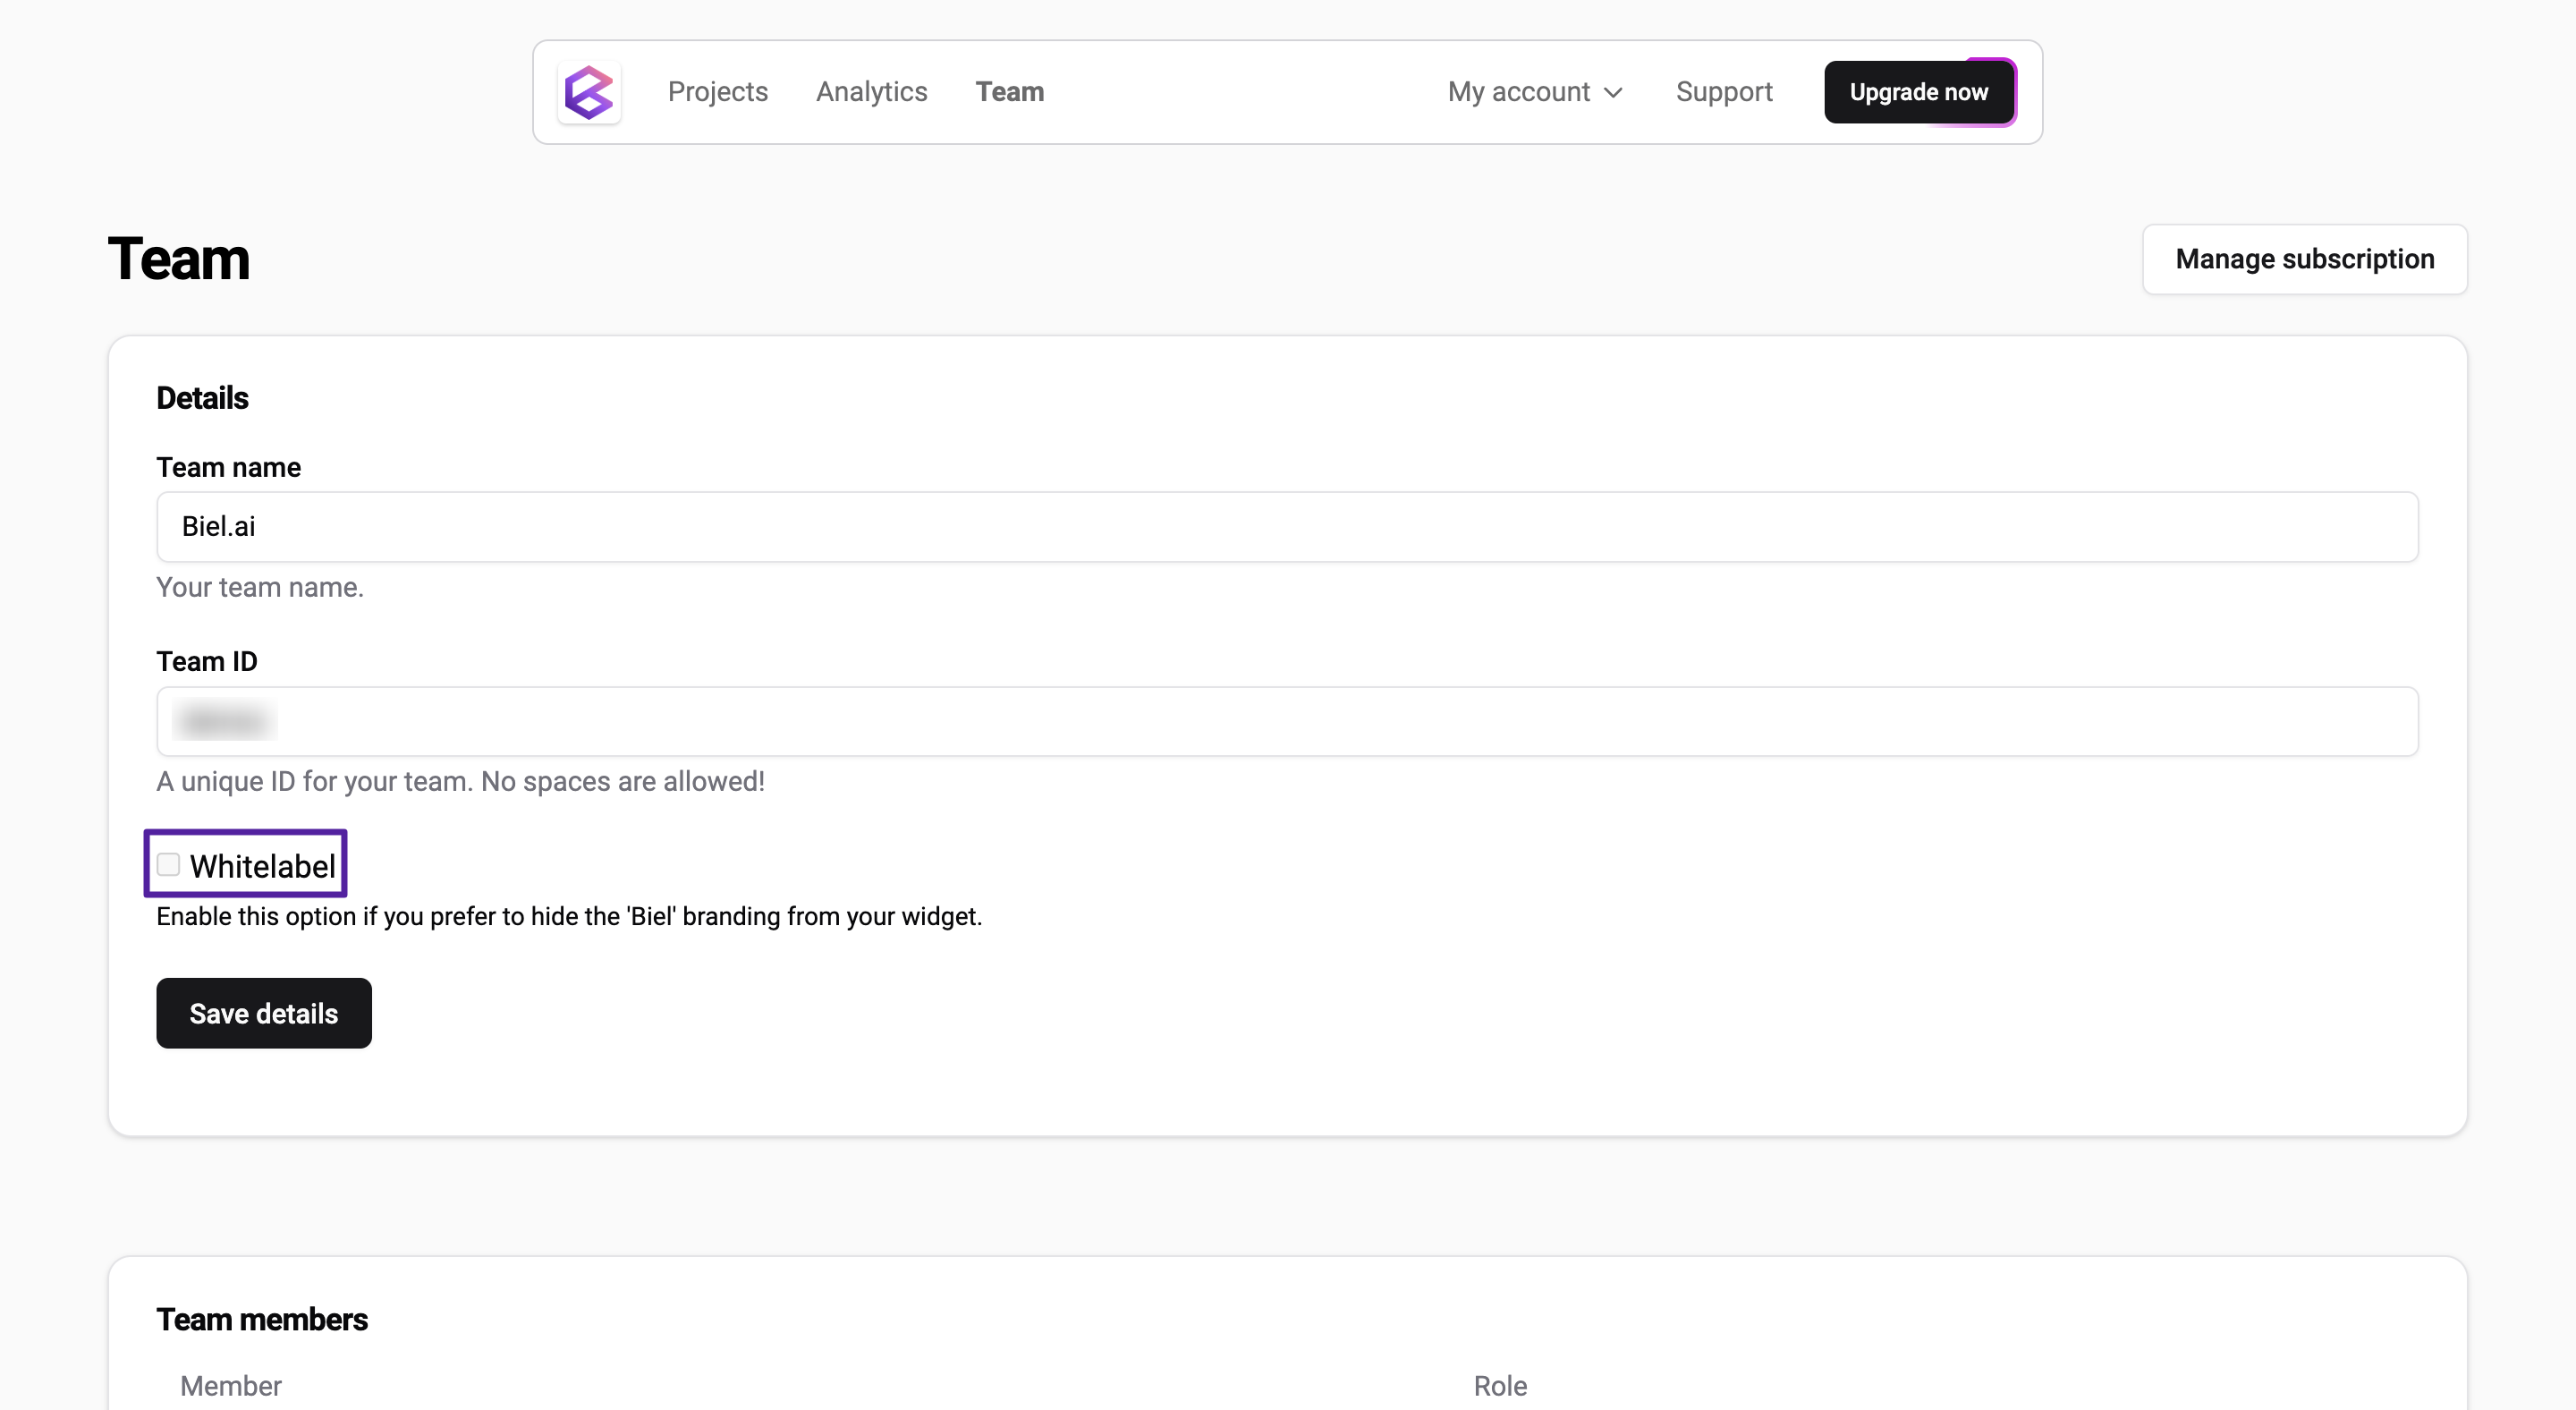 Projects Analytics Team My account Support Upgrade now
Team
Manage subscription
Details
Team name
Biel.ai
Your team name.
Team ID
A unique ID for your team. No spaces are allowed!
Whitelabel
Enable this option if you prefer to hide the 'Biel' branding from your widget.
Save details
Team members
Member Role